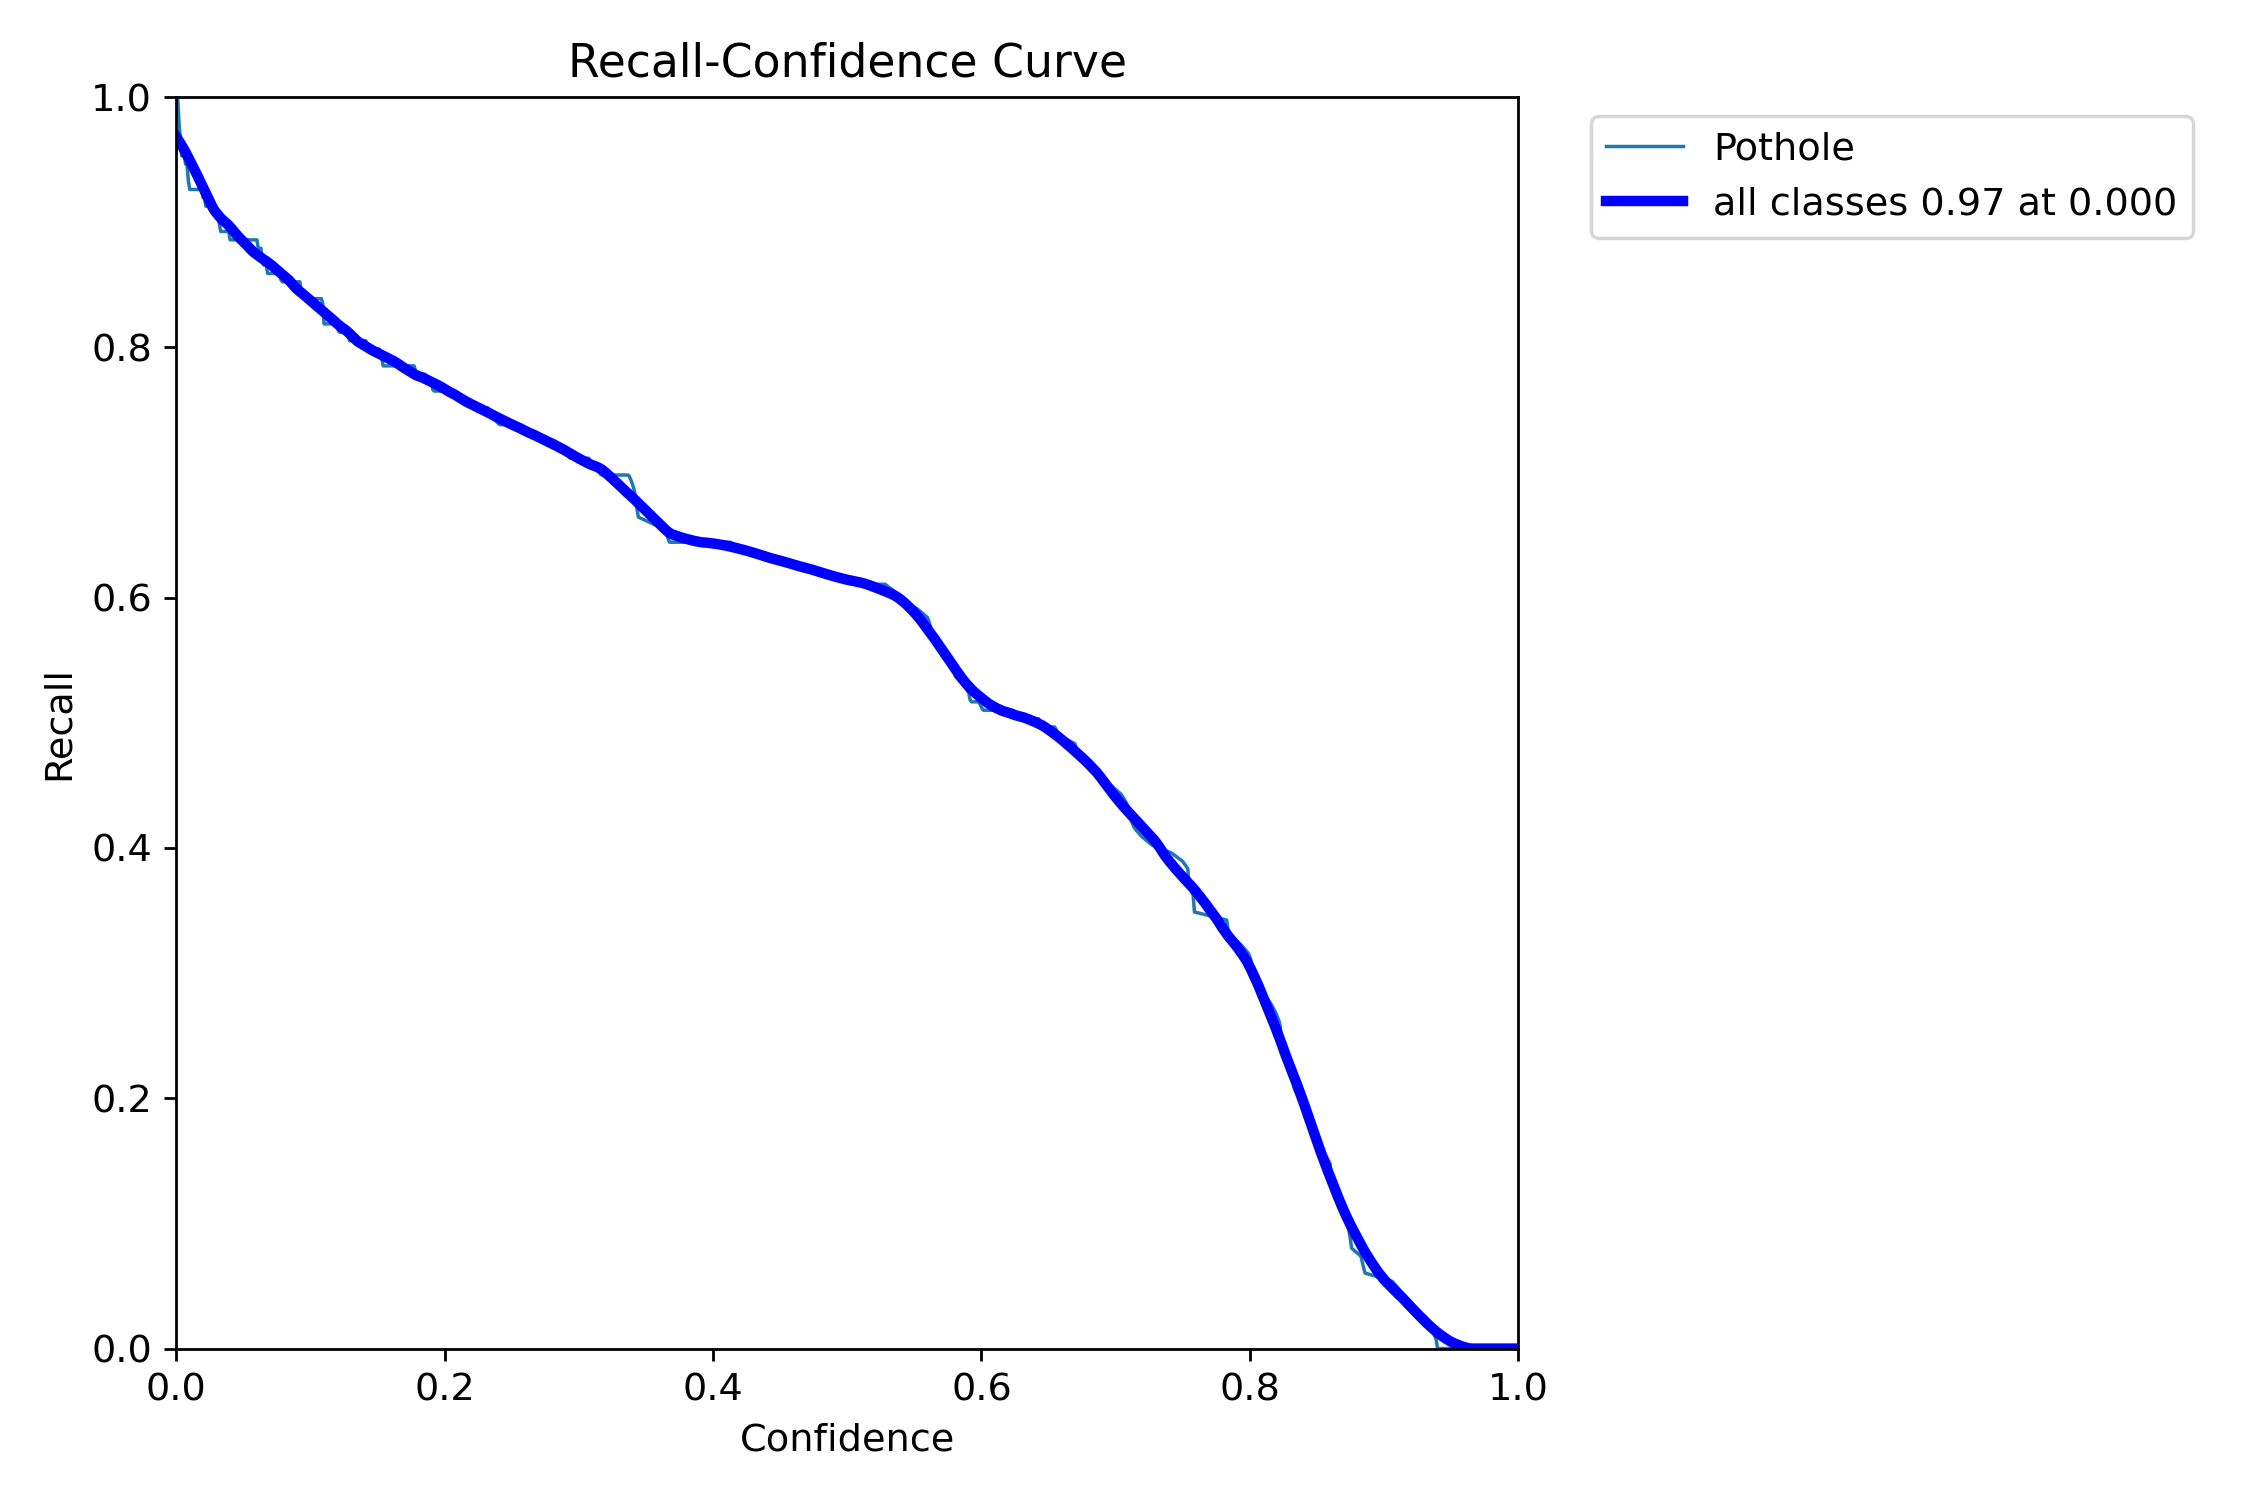 Recall-Confidence Curve
1.0
0.8
0.6
0.4
0.2
0.0
Recall
0.0 0.2 0.4 0.6 0.8 1.0
Confidence
Pothole
all classes 0.97 at 0.000